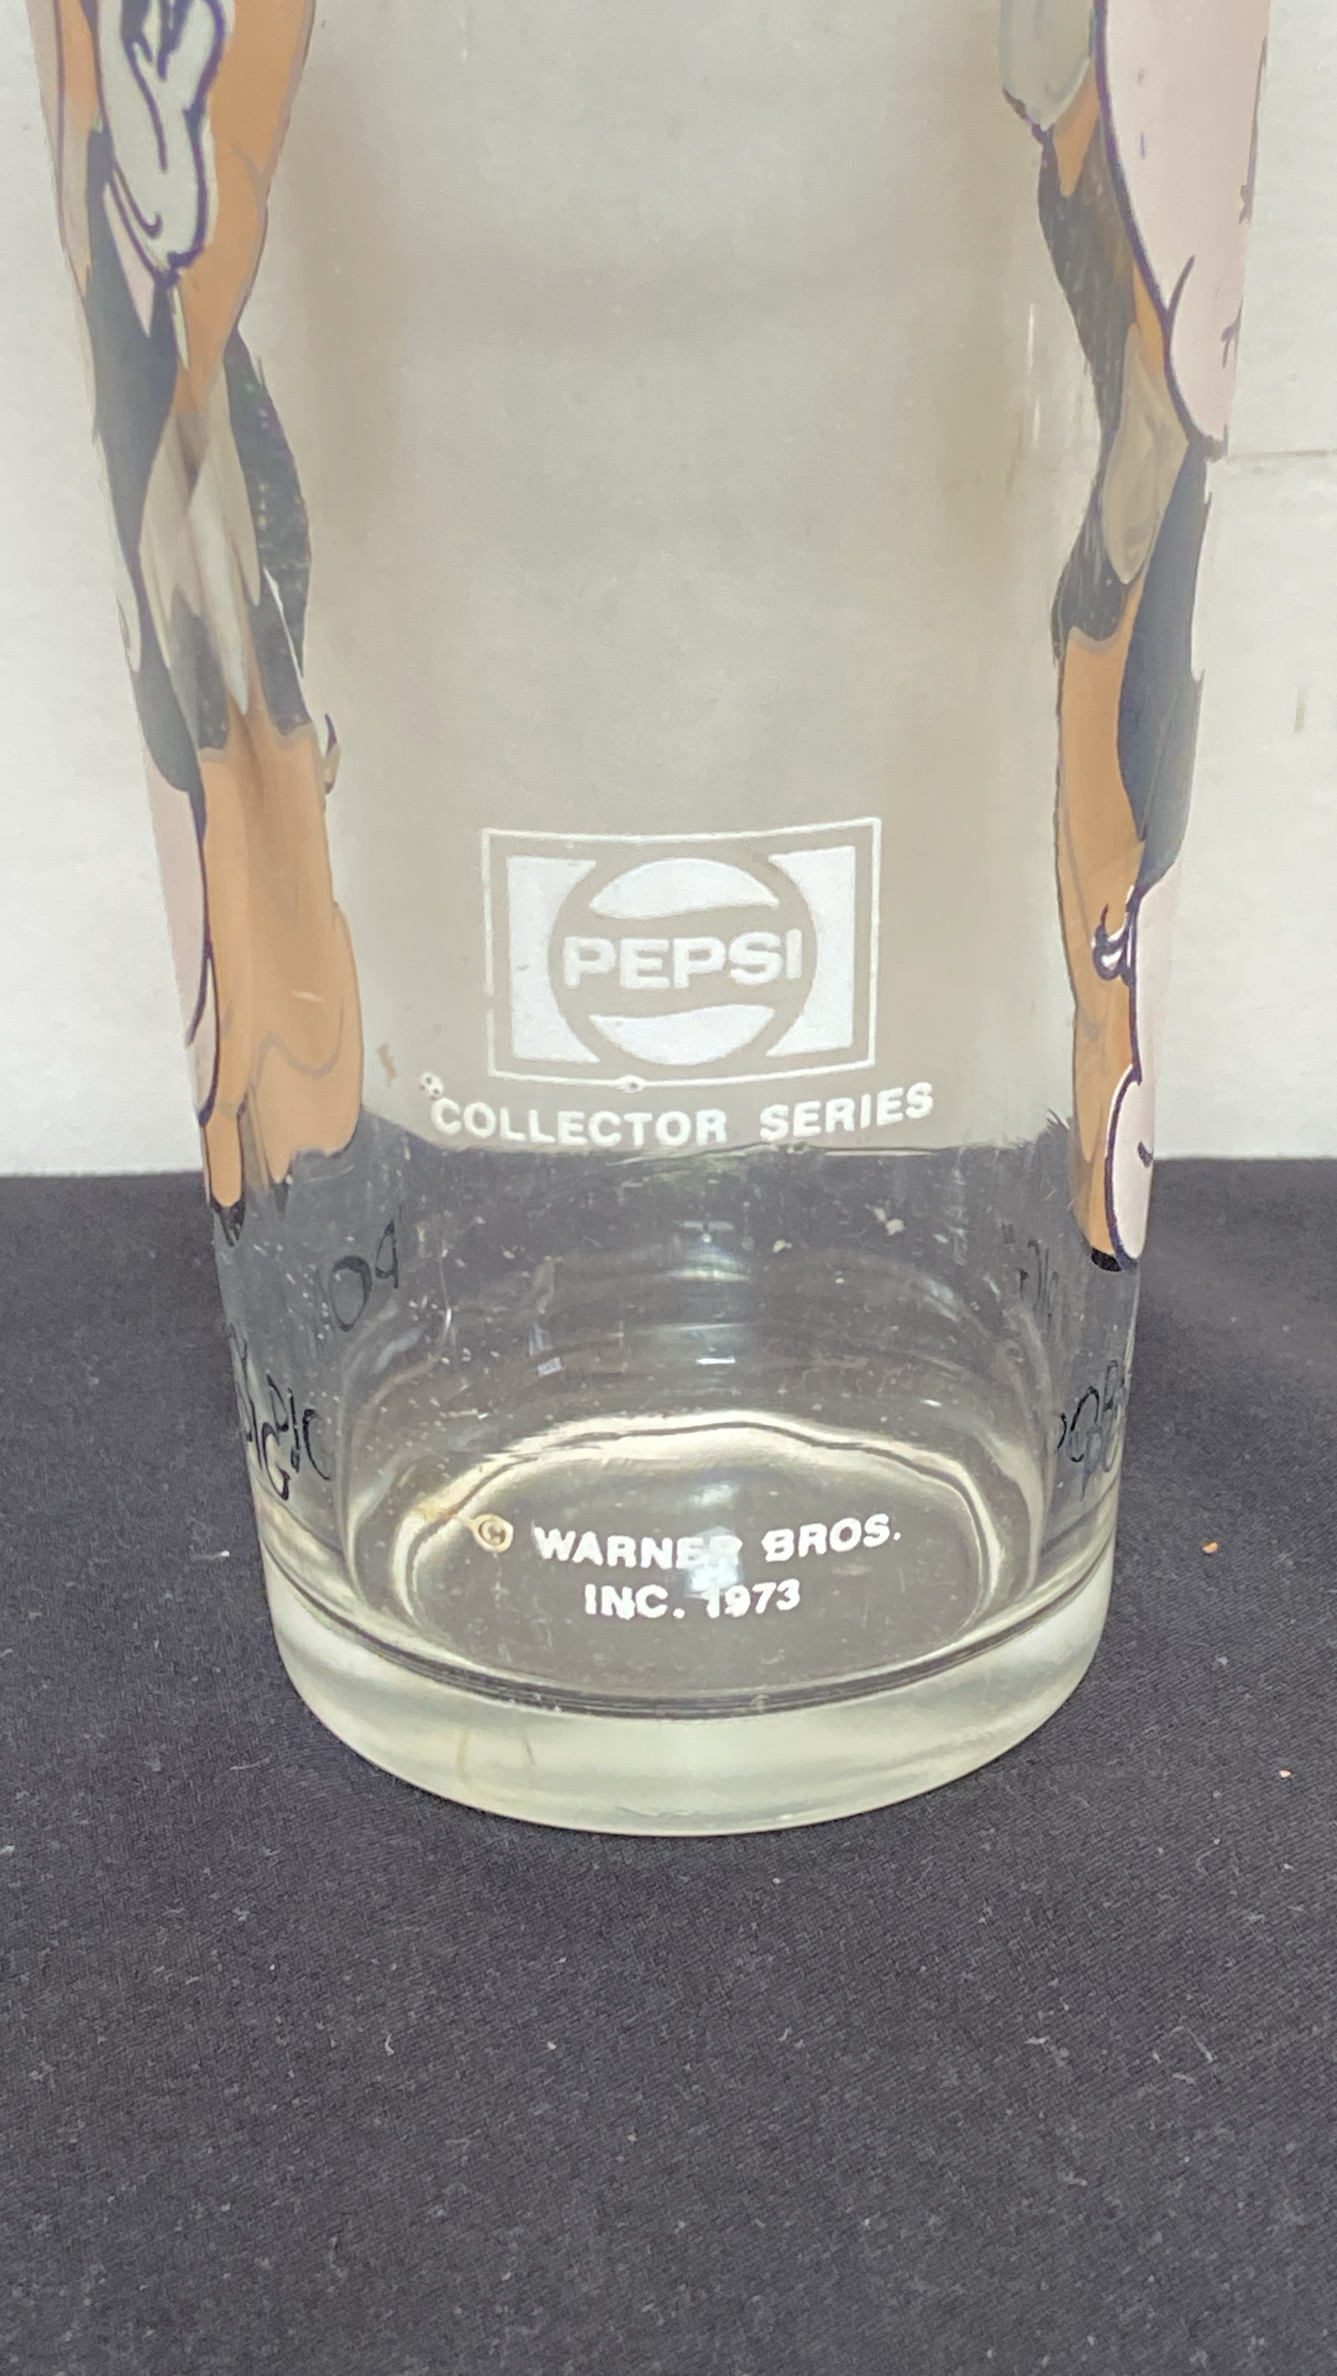 PEPSI
COLLECTOR SERIES
© WARNER BROS.
INC. 1973